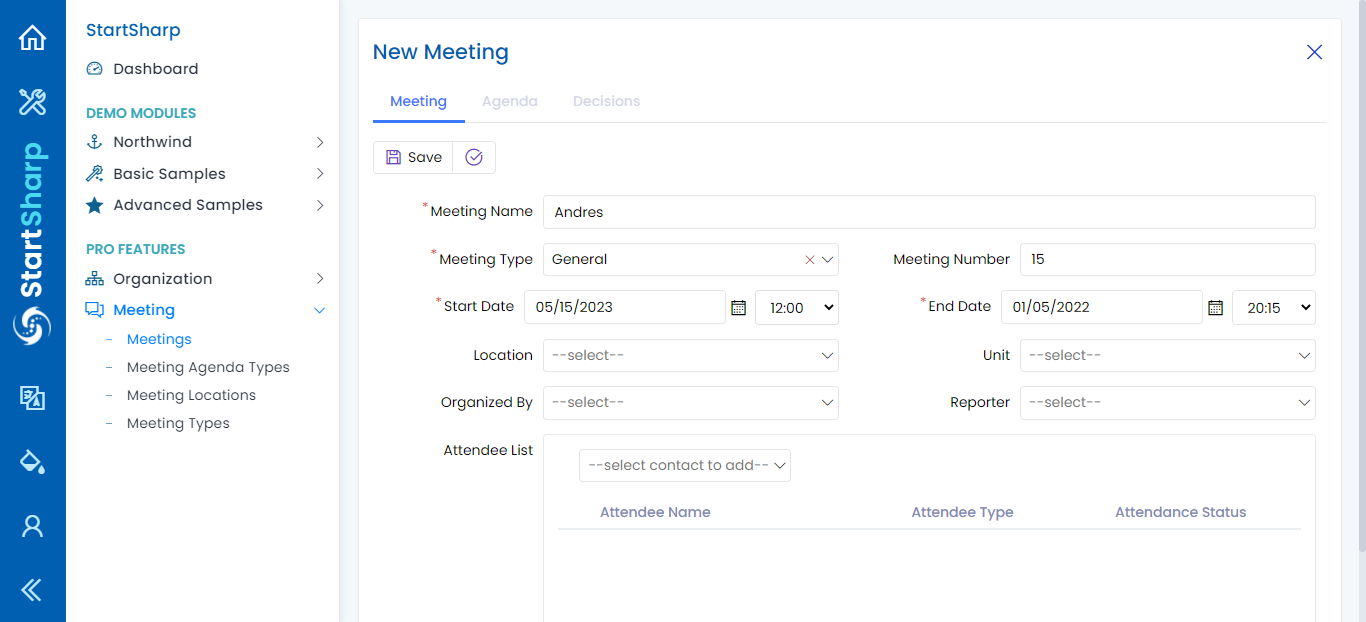 StartSharp
StartSharp
Dashboard
DEMO MODULES
Northwind
Basic Samples
Advanced Samples
PRO FEATURES
Organization
Meeting
Meetings
Meeting Agenda Types
Meeting Locations
Meeting Types
New Meeting
Meeting Agenda Decisions
Save
*Meeting Name Andres
*Meeting Type General Meeting Number 15
*Start Date 05/15/2023 12:00 *End Date 01/05/2022 20:15
Location --select-- Unit --select--
Organized By --select-- Reporter --select--
Attendee List
--select contact to add--
Attendee Name Attendee Type Attendance Status